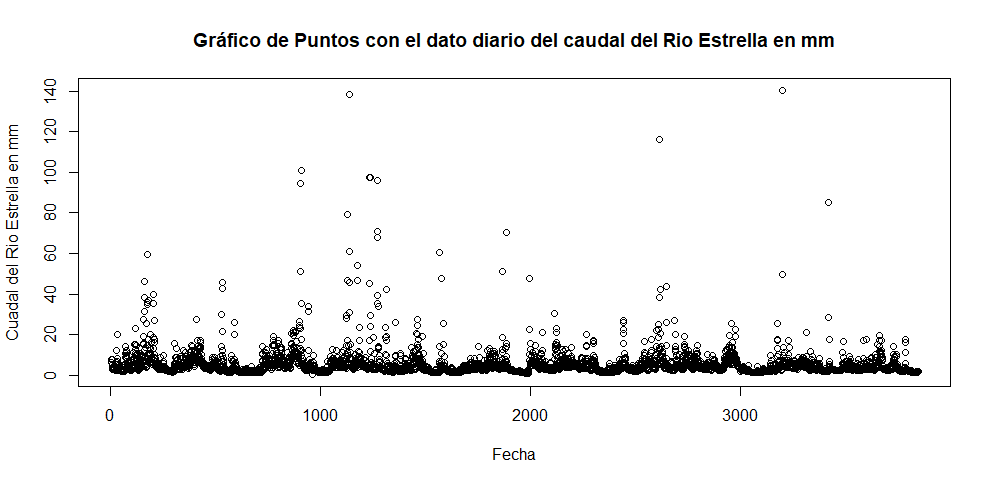 Gráfico de Puntos con el dato diario del caudal del Rio Estrella en mm
Cuadal del Rio Estrella en mm
140
120
100
80
60
40
20
0
0 1000 2000 3000
Fecha